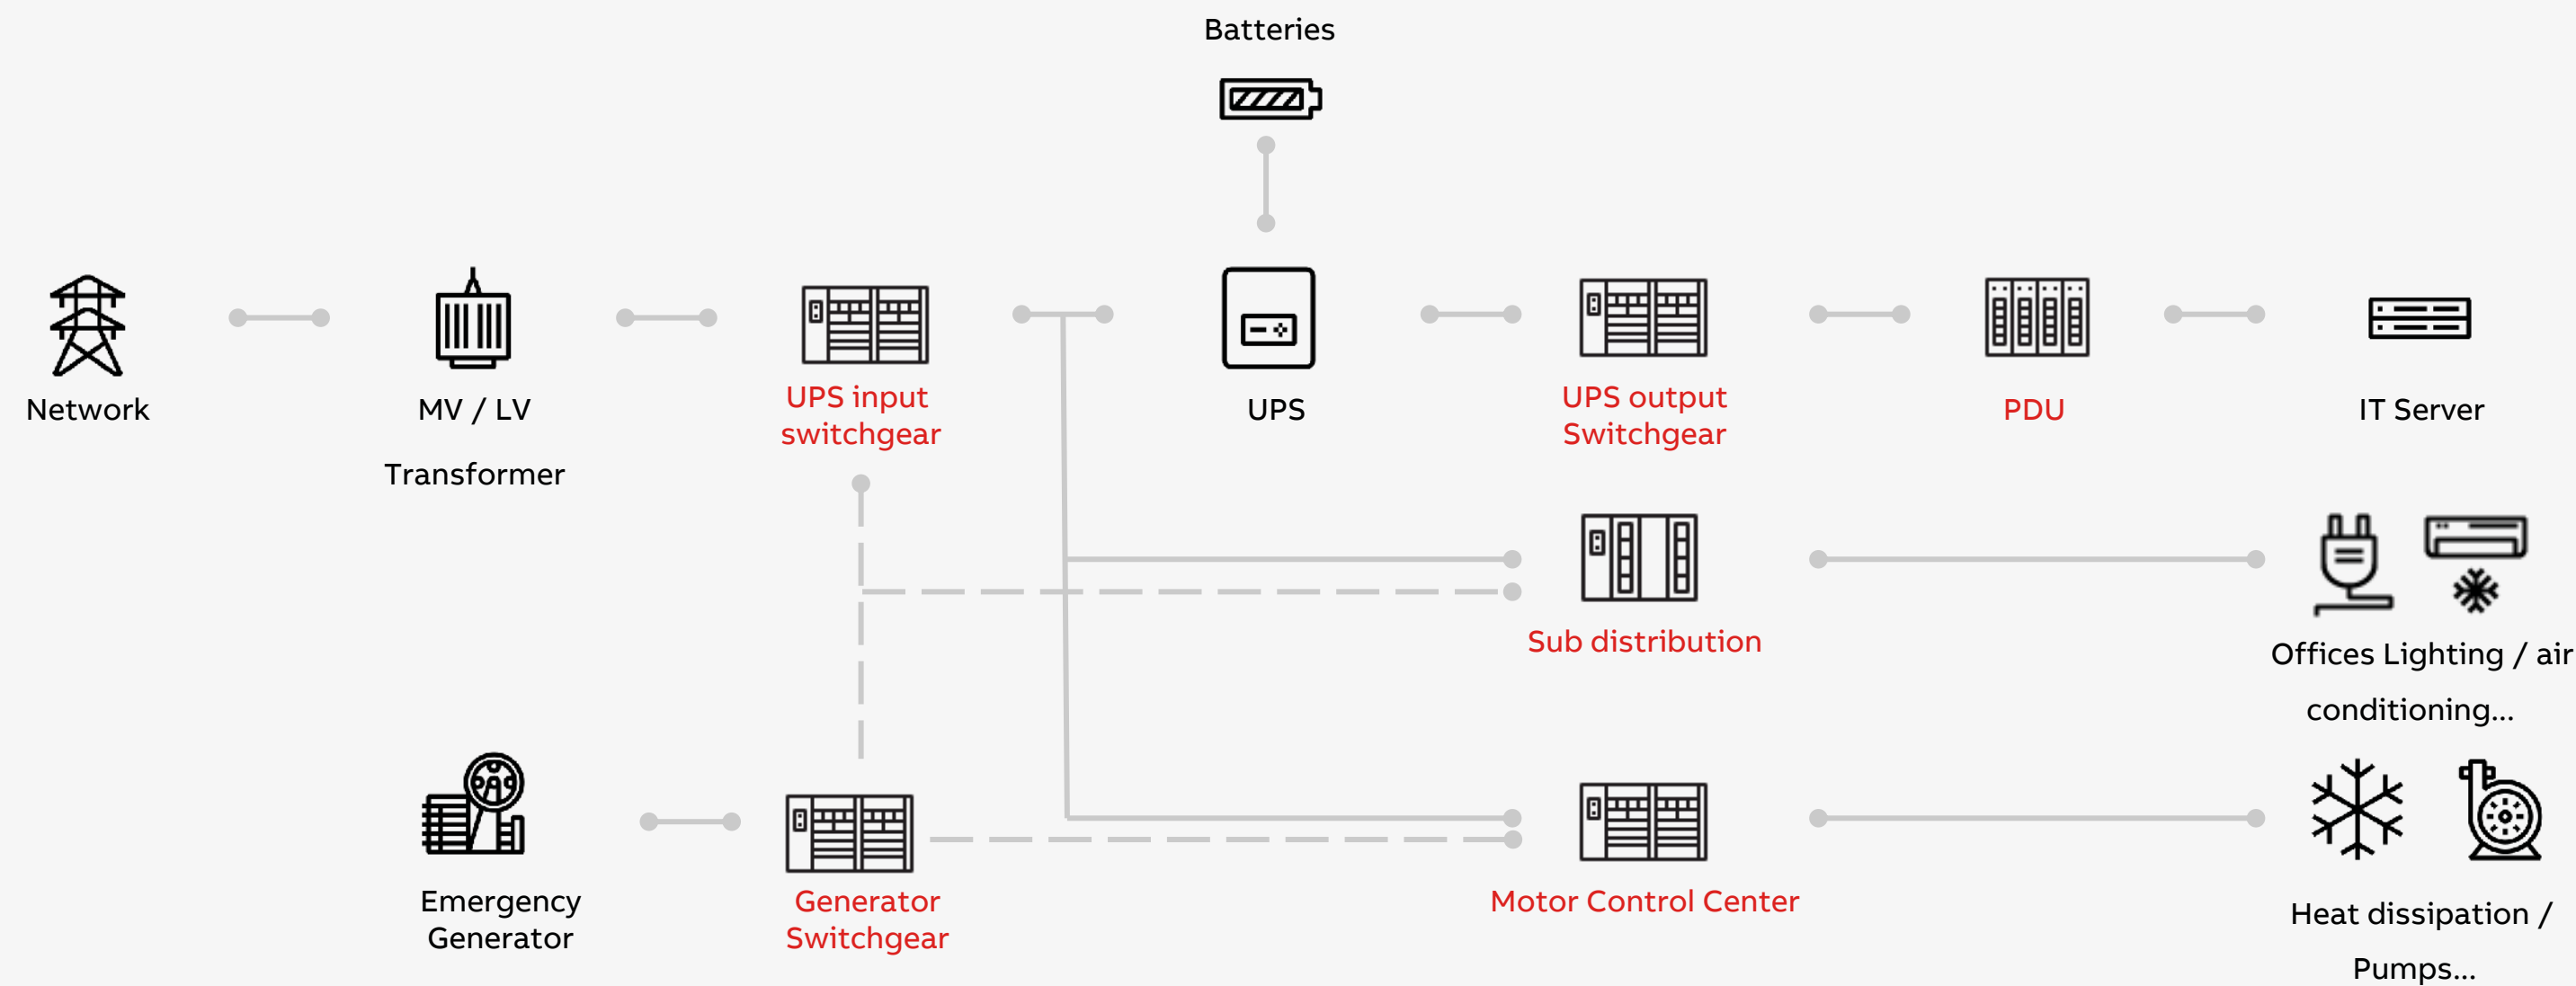 Batteries
Network
MV / LV
Transformer
UPS input
switchgear
UPS
UPS output
Switchgear
PDU
IT Server
Sub distribution
Offices Lighting / air
conditioning...
Emergency
Generator
Generator
Switchgear
Motor Control Center
Heat dissipation /
Pumps...